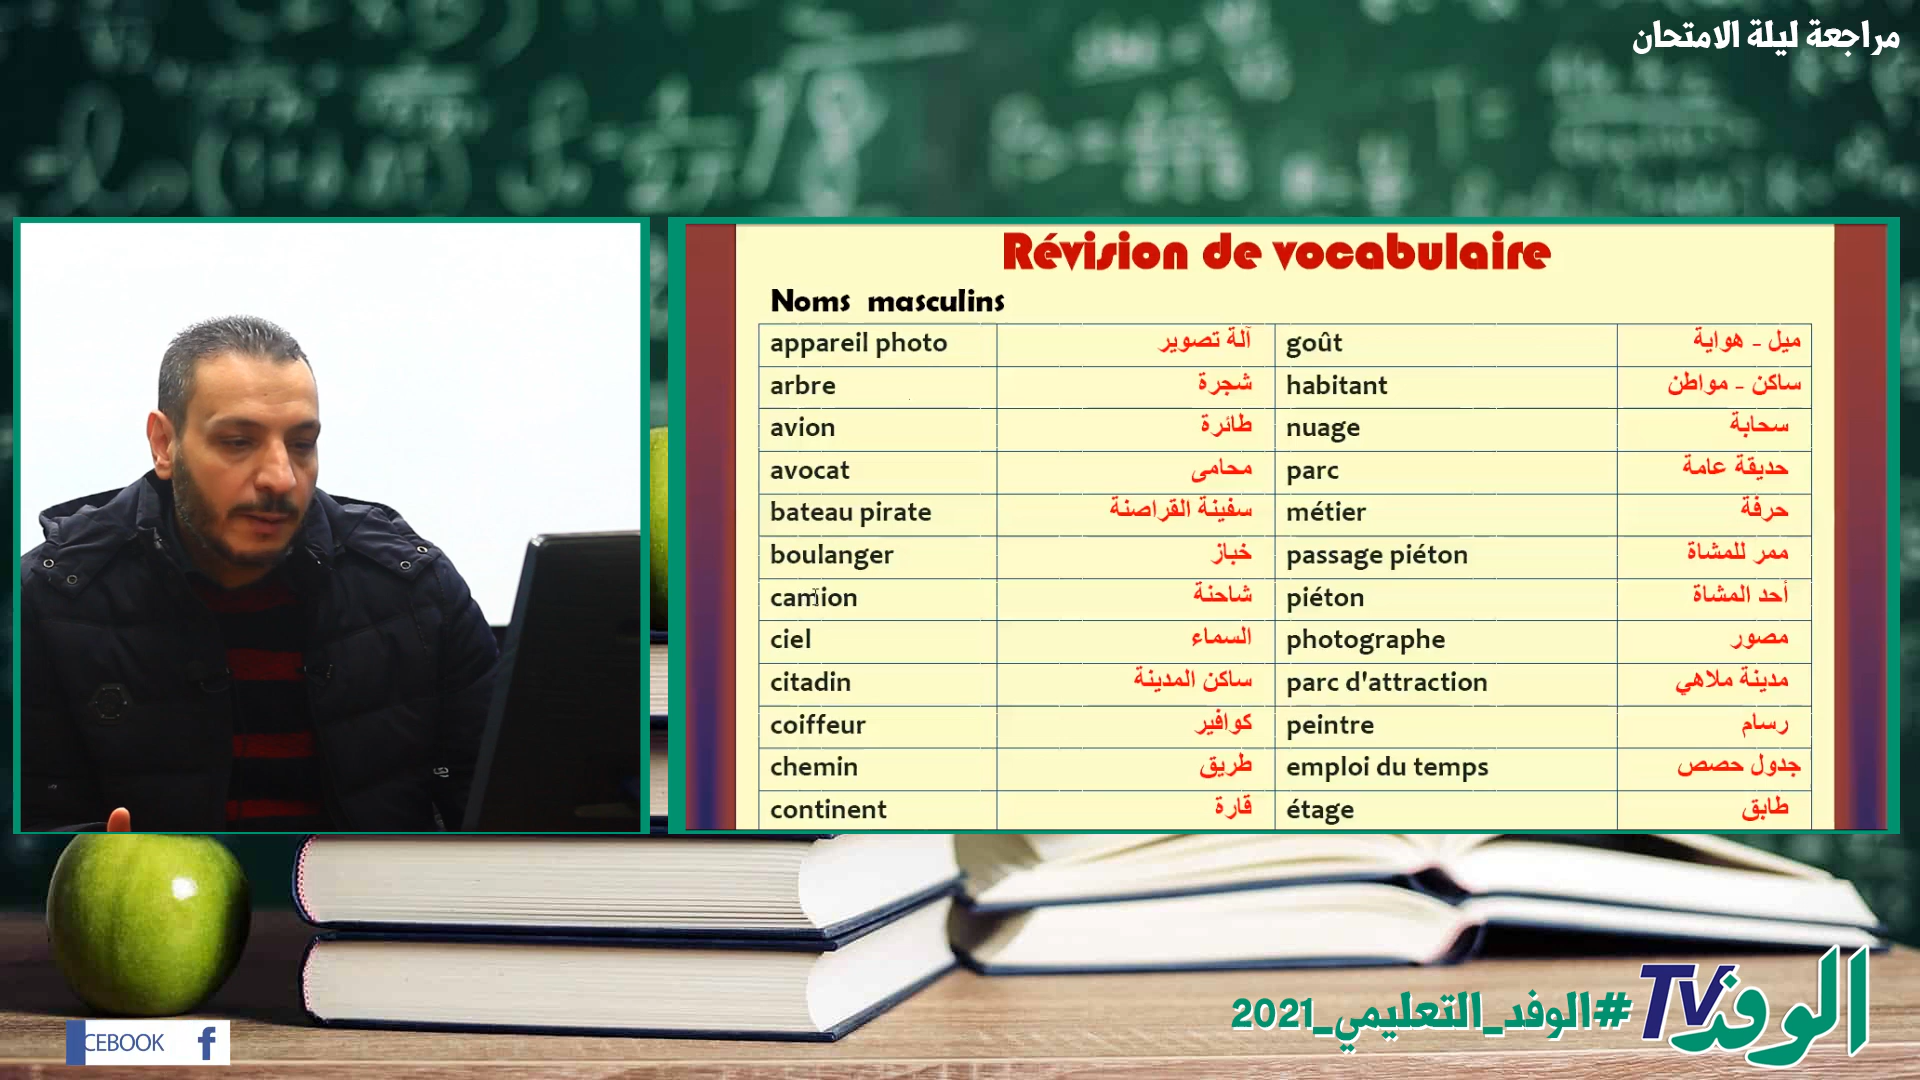 مراجعة ليلة الامتحان
Révision de vocabulaire
Noms masculins
appareil photo آلة تصوير goût ميل - هواية
arbre شجرة habitant ساكن - مواطن
avion طائرة nuage سحابة
avocat محامى parc حديقة عامة
bateau pirate سفينة القراصنة métier حرفة
boulanger خباز passage piéton ممر للمشاة
camion شاحنة piéton أحد المشاة
ciel السماء photographe مصور
citadin ساكن المدينة parc d'attraction مدينة ملاهي
coiffeur كوافير peintre رسام
chemin طريق emploi du temps جدول حصص
continent قارة étage طابق
#الوفد_التعليمي_2021
الوفد TV
CEBOOK f